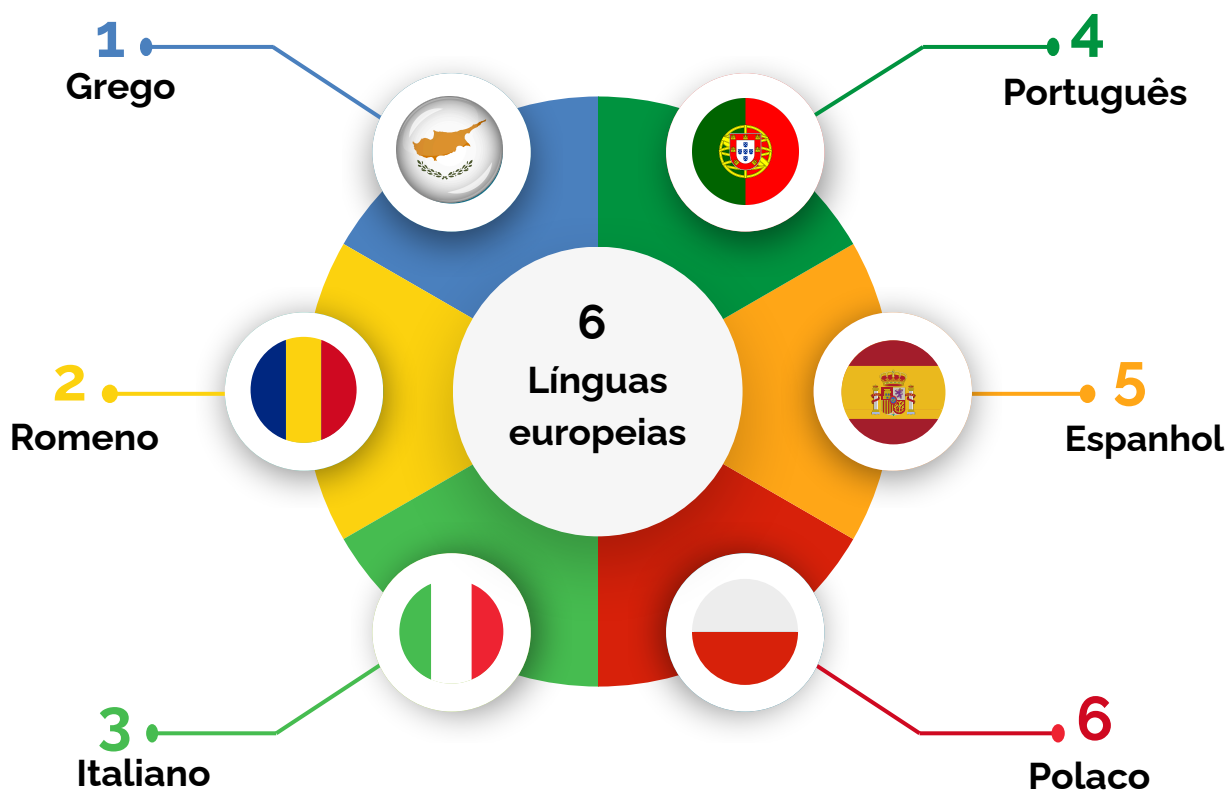 1
Grego
2
Romeno
3
Italiano
6
Línguas
europeias
4
Português
5
Espanhol
6
Polaco